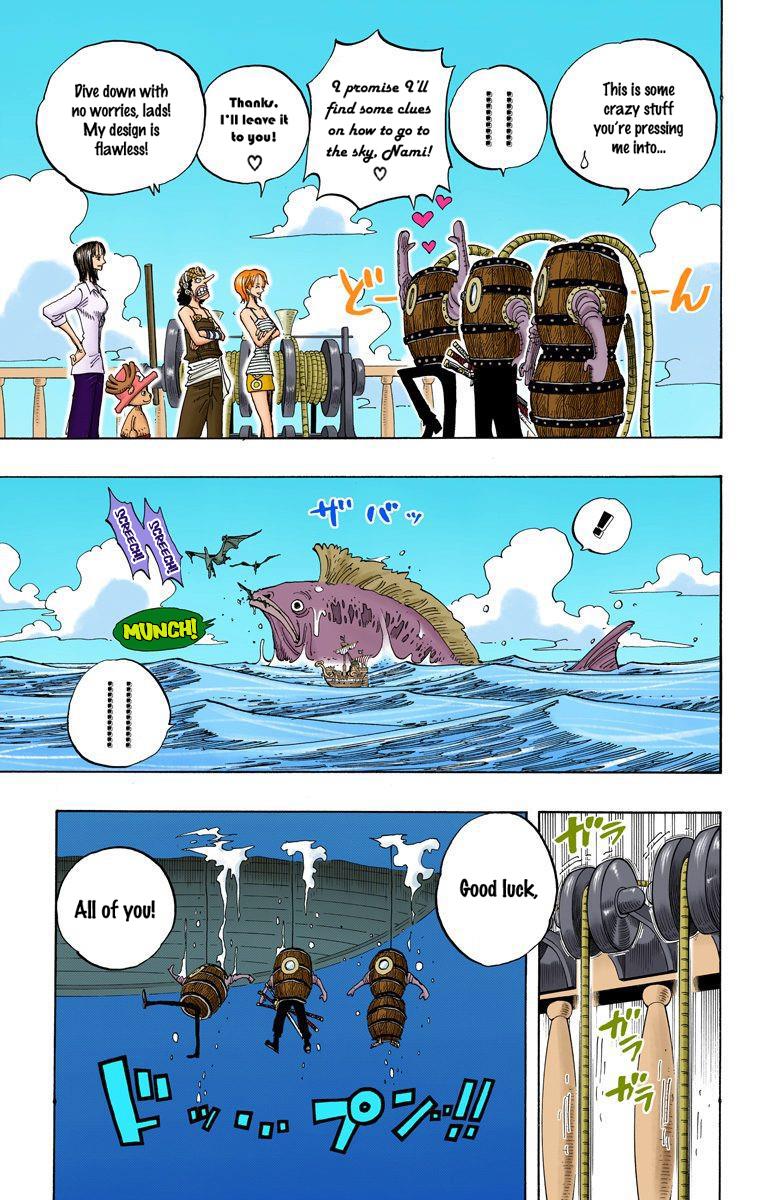 This is some
crazy stuff
you're pressing
me into...
I promise I'll
find some clues
on how to go to
the sky, Nami!
♡
Thanks.
I'll leave it
to you!
♡
Dive down with
no worries, lads!
My design is
flawless!
どーーん
!
ザバッ
SCREECH!
SCREECH!
MUNCH!
ガラ
ガラ
ガラ
Good luck,
All of you!
ドッ...プン!!